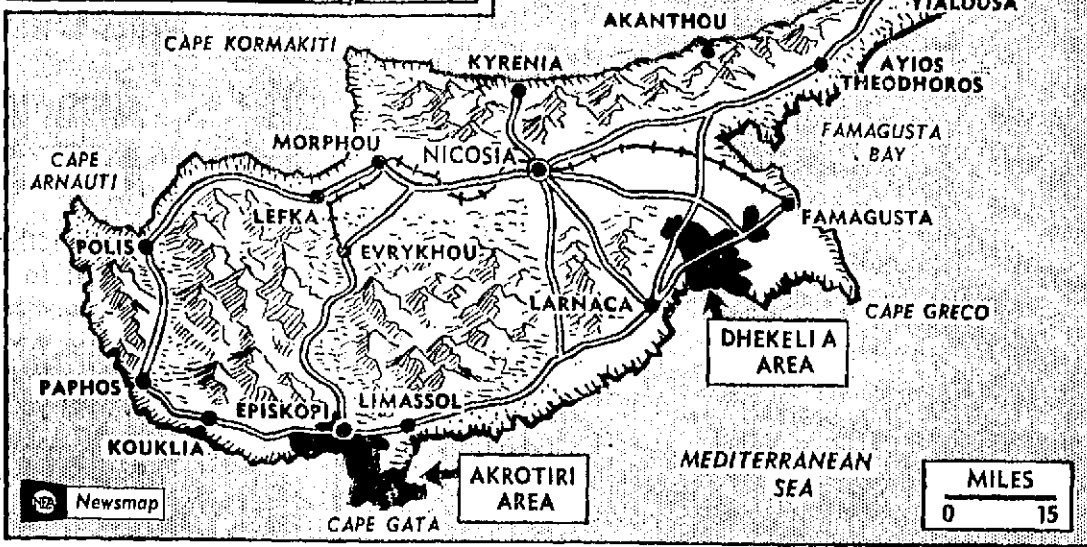 YIALOUSA
AKANTHOU
CAPE KORMAKITI
KYRENIA
AYIOS
THEODHOROS
MORPHOU
NICOSIA
FAMAGUSTA
BAY
CAPE
ARNAUTI
LEFKA
FAMAGUSTA
POLIS
EVRYKHOU
LARNACA
CAPE GRECO
DHEKELIA
AREA
PAPHOS
EPISKOPI
LIMASSOL
KOUKLIA
AKROTIRI
AREA
MEDITERRANEAN
SEA
MILES
0 15
NEA Newsmap
CAPE GATA